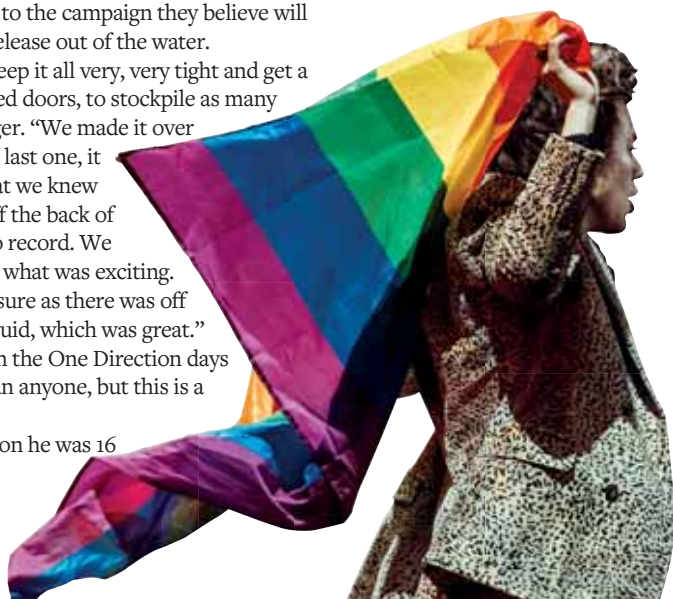 to the campaign they believe will
elease out of the water.
eep it all very, very tight and get a
ed doors, to stockpile as many
ger. “We made it over
last one, it
at we knew
ff the back of
o record. We
what was exciting.
sure as there was off
uid, which was great.”
n the One Direction days
an anyone, but this is a
on he was 16